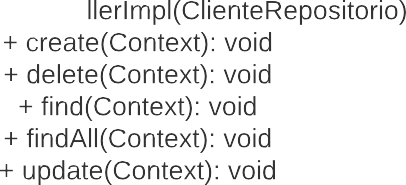 llerImpl(ClienteRepositorio)
+ create(Context): void
+ delete(Context): void
+ find(Context): void
+ findAll(Context): void
+ update(Context): void